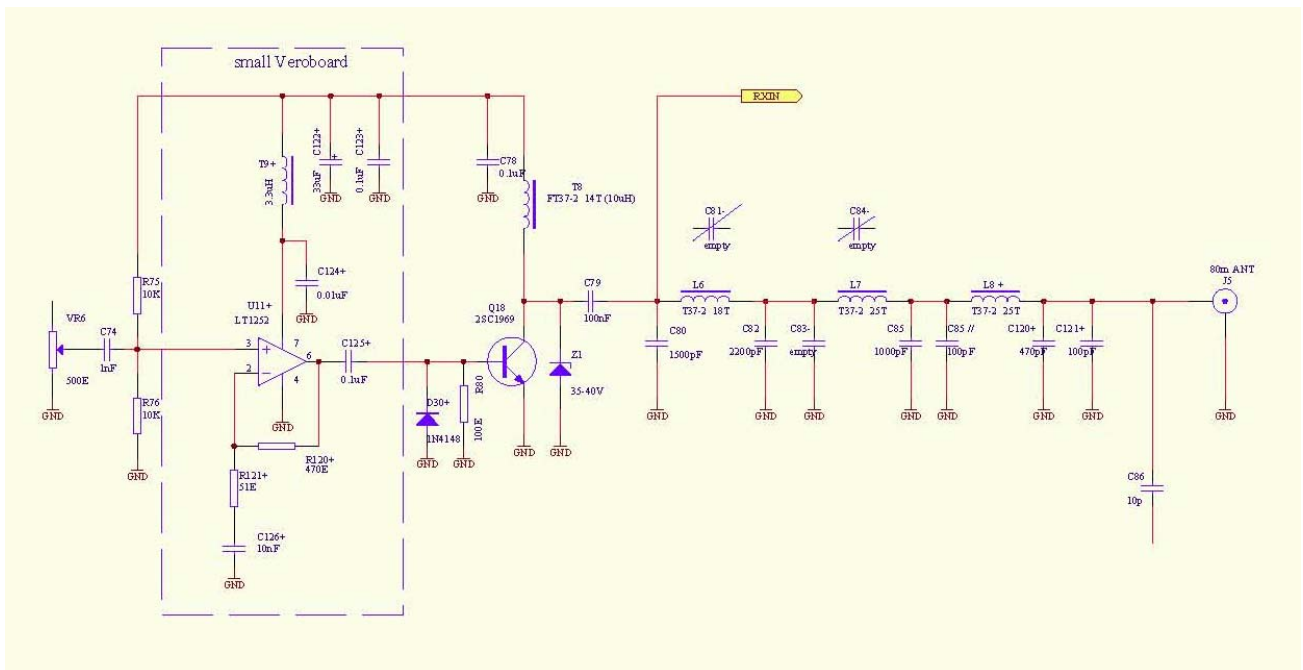 small Veroboard
RXIN
T9+
3.3uH
C122+
33uF
+
GND
C123+
0.1uF
GND
C78
0.1uF
GND
T8
FT37-2 14T (10uH)
C81-
empty
C84-
empty
80m ANT
J5
GND
R75
10K
C124+
0.01uF
GND
U11+
LT1252
3
2
7
6
4
+
−
GND
VR6
500E
GND
C74
1nF
R76
10K
GND
C125+
0.1uF
Q18
2SC1969
GND
C79
100nF
L6
T37-2 18T
L7
T37-2 25T
L8 +
T37-2 25T
C80
1500pF
GND
C82
2200pF
GND
C83-
empty
GND
C85
1000pF
GND
C85 //
100pF
GND
C120+
470pF
GND
C121+
100pF
GND
Z1
35-40V
GND
D30+
1N4148
GND
R80
100E
GND
R120+
470E
R121+
51E
C126+
10nF
GND
C86
10p